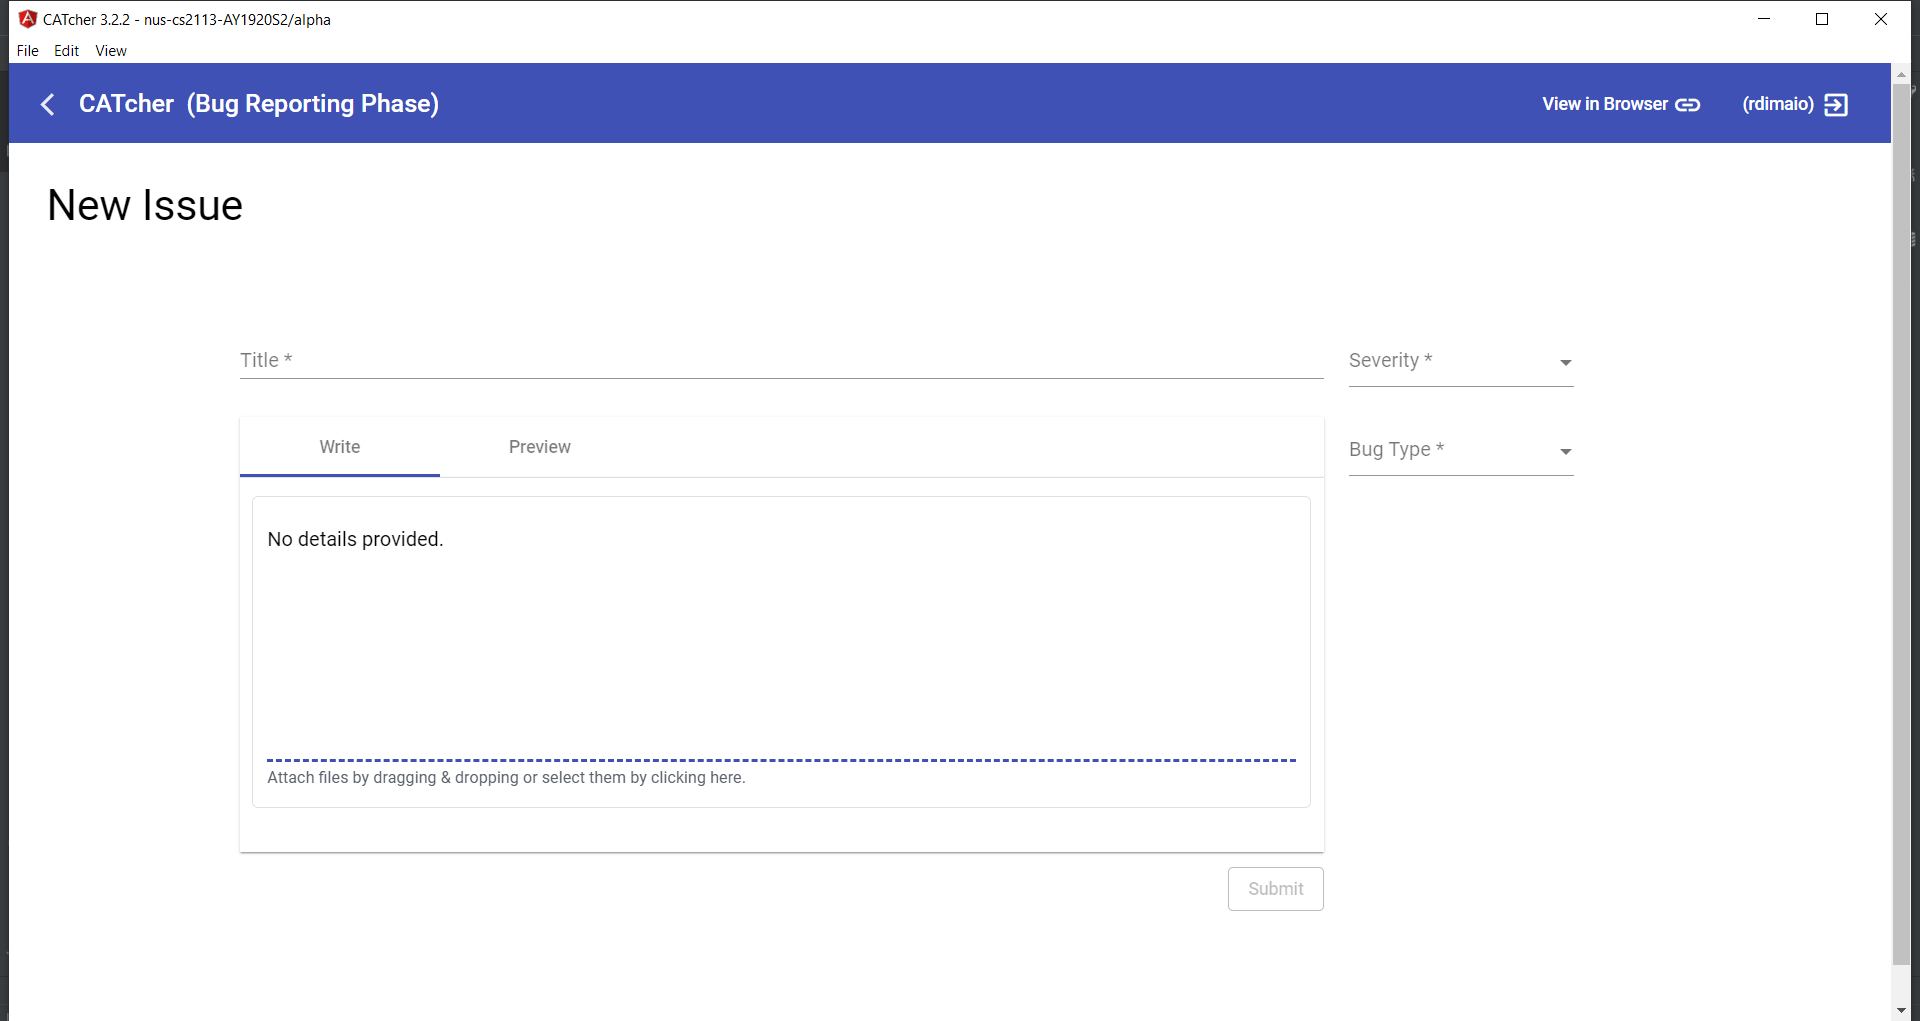 CATcher 3.2.2 - nus-cs2113-AY1920S2/alpha
File Edit View
CATcher (Bug Reporting Phase) View in Browser (rdimaio)
New Issue
Title * Severity *
Write Preview Bug Type *
No details provided.
Attach files by dragging & dropping or select them by clicking here.
Submit